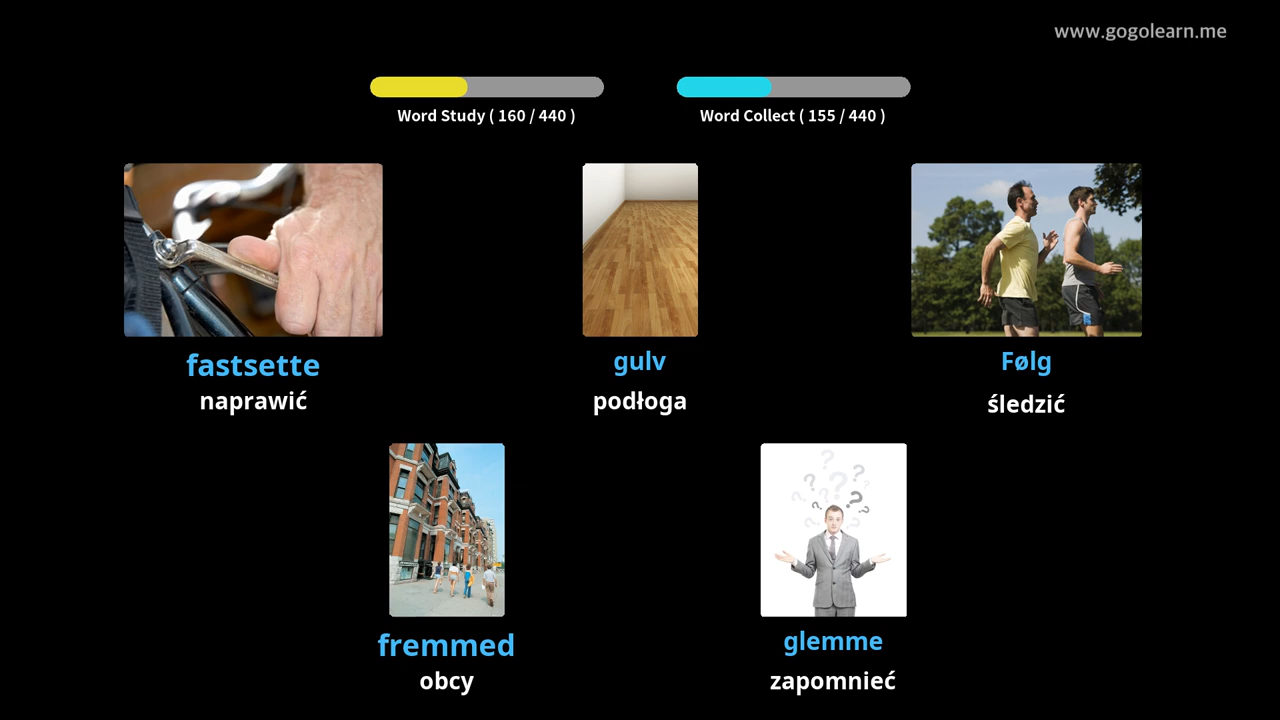 www.gogolearn.me
Word Study ( 160 / 440 )
Word Collect ( 155 / 440 )
fastsette
naprawić
gulv
podłoga
Følg
śledzić
fremmed
obcy
glemme
zapomnieć